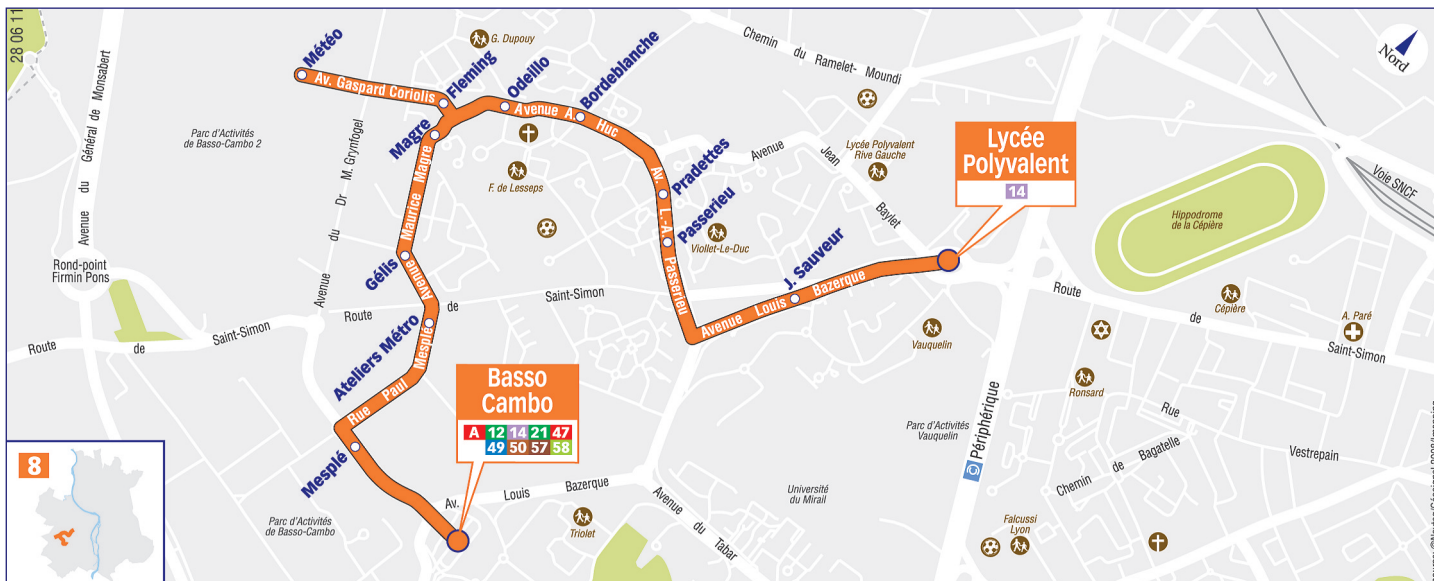 28 06 11
Avenue du Général de Monsabert
Parc d'Activités
de Basso-Cambo 2
Rond-point
Firmin Pons
Route de Saint-Simon
Avenue du Dr M. Grynfogel
Météo
Av. Gaspard Coriolis
Fleming
G. Dupouy
Odeillo
Bordeblanche
Avenue A. Huc
Magre
Avenue Maurice Magre
F. de Lesseps
Gélis
Route de Saint-Simon
Ateliers Métro
Rue Paul Mesplé
Mesplé
Basso
Cambo
A 12 14 21 47
49 50 57 58
Av. Louis Bazerque
Parc d'Activités
de Basso-Cambo
8
Triolet
Avenue du Tabar
Université
du Mirail
Pradettes
Av. L.-A. Passerieu
Passerieu
Viollet-Le-Duc
J. Sauveur
Avenue Louis Bazerque
Chemin du Ramelet- Moundi
Avenue Jean Baylet
Lycée Polyvalent
Rive Gauche
Lycée
Polyvalent
14
Vauquelin
Parc d'Activités
Vauquelin
Périphérique
Nord
Voie SNCF
Hippodrome
de la Cépière
Route de Saint-Simon
Cépière
A. Paré
Ronsard
Rue Vestrepain
Chemin de Bagatelle
Falcussi
Lyon